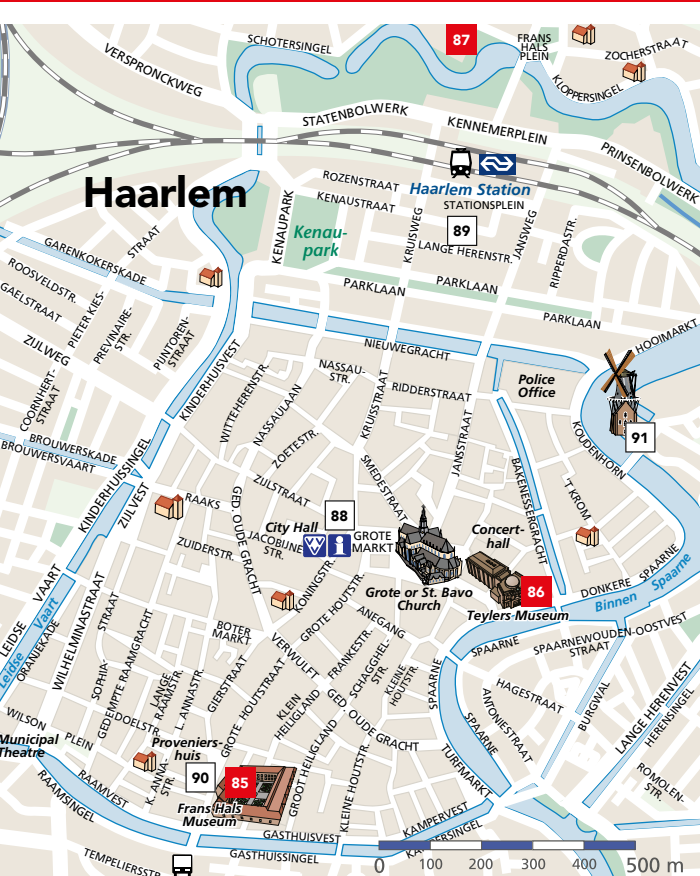 87
FRANS
HALS
PLEIN
ZOCHERSTRAAT
SCHOTERSINGEL
VERSPRONCKWEG
KLOPPERSINGEL
STATENBOLWERK
KENNEMERPLEIN
PRINSENBOLWERK
Haarlem
ROZENSTRAAT
KENAUSTRAAT
Haarlem Station
STATIONSPLEIN
KENAUPARK
Kenau-
park
KRUISWEG
89
JANSWEG
LANGE HERENSTR.
RIPPERDASTR.
STRAAT
GARENKOKERSKADE
ROOSVELDSTR.
GAELSTRAAT
PIETER KIES-
PREVINAIRE-
STR.
PIJNTOREN-
STRAAT
ZIJLWEG
PARKLAAN
PARKLAAN
PARKLAAN
HOOIMARKT
NIEUWEGRACHT
KINDERHUISVEST
WITTEHERENSTR.
NASSAULAAN
NASSAU-
STR.
RIDDERSTRAAT
Police
Office
KRUISSTRAAT
JANSSTRAAT
COORNHERT-
STRAAT
ZOETESTR.
91
KOUDENHORN
BROUWERSKADE
BROUWERSVAART
KINDERHUISSINGEL
ZIJLVEST
SMEDESTRAAT
BAKENESSERGRACHT
'T KROM
ZIJLSTRAAT
RAAKS
GED. OUDE GRACHT
88
City Hall
JACOBIJNE
STR.
GROTE
MARKT
Concert-
hall
ZUIDERSTR.
KONINGSTR.
Grote or St. Bavo
Church
86
Teylers Museum
DONKERE SPAARNE
Binnen Spaarne
LEIDSE VAART
Leidse Vaart
ORANJEKADE
WILHELMINASTRAAT
SOPHIA-
STRAAT
GEDEMPTE RAAMGRACHT
LANGE
RAAMSTR.
L. ANNASTR.
GIERSTRAAT
BOTER
MARKT
VERWULFT
GROTE HOUTSTR.
ANEGANG
FRANKESTR.
SCHAGCHEL-
STR.
KLEINE
HOUTSTR.
SPAARNE
SPAARNE
SPAARNE
SPAARNEWOUDEN-OOSTVEST
STRAAT
HAGESTRAAT
ANTONIESTRAAT
BURGWAL
LANGE HERENVEST
HERENSINGEL
GROTE HOUTSTRAAT
KLEIN
HEILIGLAND
GED. OUDE GRACHT
GROOT HEILIGLAND
KLEINE HOUTSTR.
TUREMARKT
WILSON
PLEIN
DOELSTR.
Municipal
Theatre
Proveniers-
huis
K. ANNA-
STR.
90
85
Frans Hals
Museum
RAAMVEST
RAAMSINGEL
GASTHUISVEST
GASTHUISSINGEL
KAMPERVEST
KAMPERSINGEL
ROMOLEN-
STR.
TEMPELIERSSTR
0 100 200 300 400 500 m